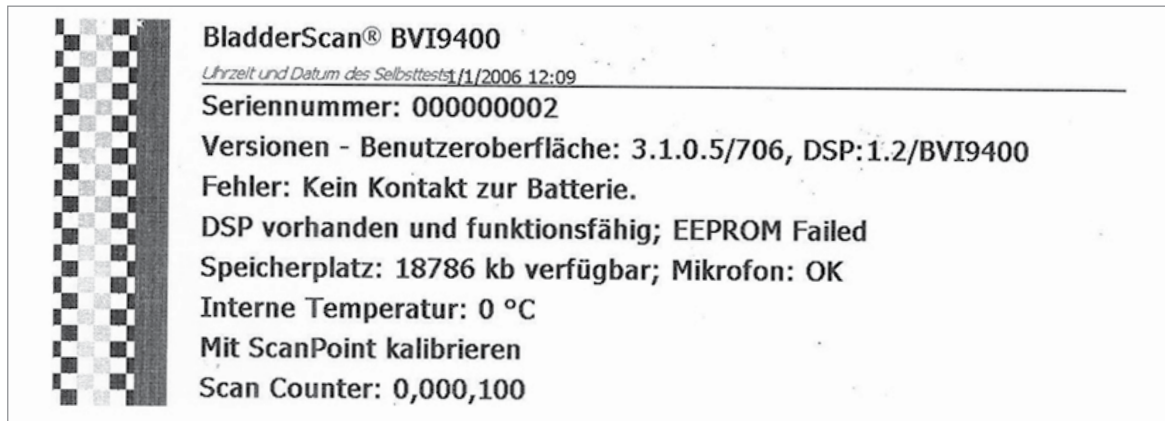 BladderScan® BVI9400
Uhrzeit und Datum des Selbsttests1/1/2006 12:09
Seriennummer: 000000002
Versionen - Benutzeroberfläche: 3.1.0.5/706, DSP:1.2/BVI9400
Fehler: Kein Kontakt zur Batterie.
DSP vorhanden und funktionsfähig; EEPROM Failed
Speicherplatz: 18786 kb verfügbar; Mikrofon: OK
Interne Temperatur: 0 °C
Mit ScanPoint kalibrieren
Scan Counter: 0,000,100